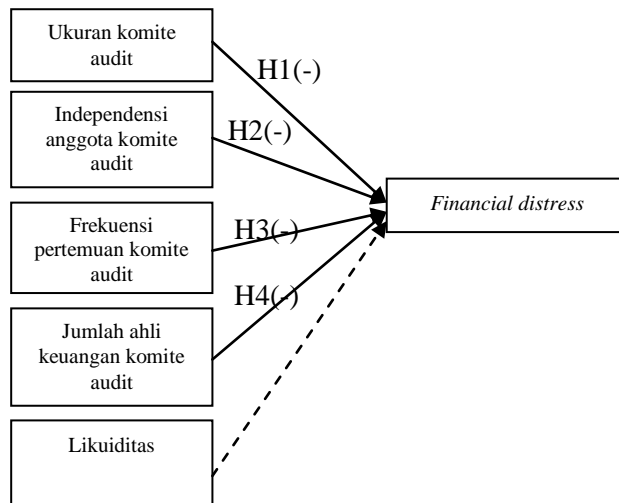 Ukuran komite
audit
H1(-)
Independensi
anggota komite
audit
H2(-)
Financial distress
Frekuensi
pertemuan komite
audit
H3(-)
H4(-)
Jumlah ahli
keuangan komite
audit
Likuiditas